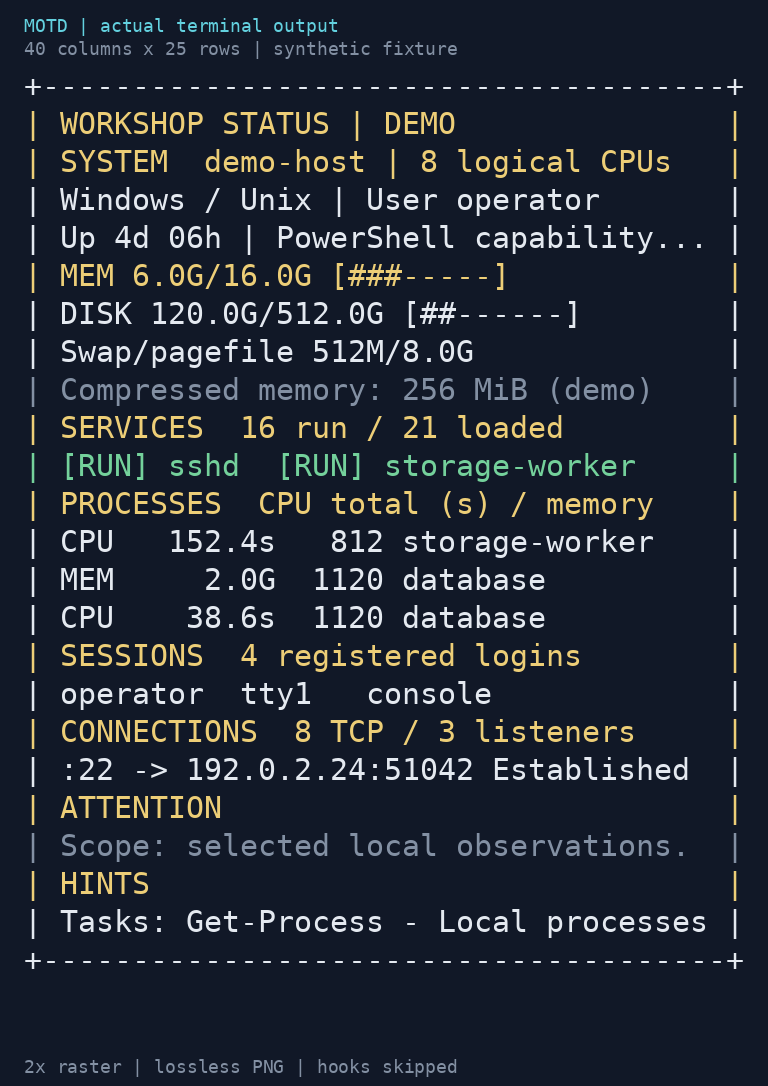 MOTD | actual terminal output
40 columns x 25 rows | synthetic fixture
+--------------------------------------+
| WORKSHOP STATUS | DEMO               |
| SYSTEM  demo-host | 8 logical CPUs   |
| Windows / Unix | User operator       |
| Up 4d 06h | PowerShell capability... |
| MEM 6.0G/16.0G [###-----]            |
| DISK 120.0G/512.0G [##------]        |
| Swap/pagefile 512M/8.0G              |
| Compressed memory: 256 MiB (demo)    |
| SERVICES  16 run / 21 loaded         |
| [RUN] sshd  [RUN] storage-worker     |
| PROCESSES  CPU total (s) / memory    |
| CPU   152.4s   812 storage-worker    |
| MEM     2.0G  1120 database          |
| CPU    38.6s  1120 database          |
| SESSIONS  4 registered logins        |
| operator  tty1   console             |
| CONNECTIONS  8 TCP / 3 listeners     |
| :22 -> 192.0.2.24:51042 Established  |
| ATTENTION                            |
| Scope: selected local observations.  |
| HINTS                                |
| Tasks: Get-Process - Local processes |
+--------------------------------------+
2x raster | lossless PNG | hooks skipped